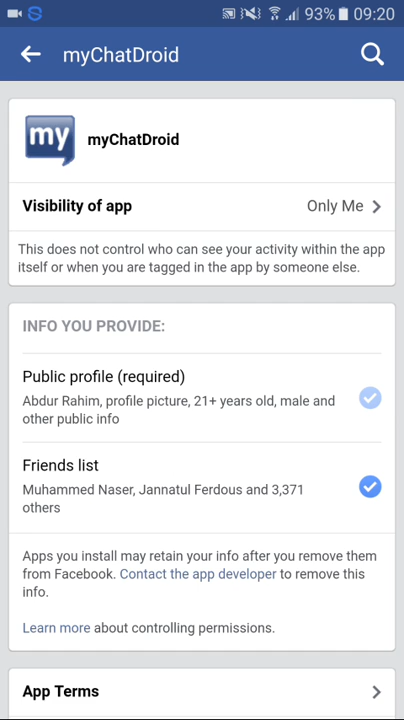 93% 09:20
myChatDroid
my myChatDroid
Visibility of app Only Me
This does not control who can see your activity within the app
itself or when you are tagged in the app by someone else.
INFO YOU PROVIDE:
Public profile (required)
Abdur Rahim, profile picture, 21+ years old, male and
other public info
Friends list
Muhammed Naser, Jannatul Ferdous and 3,371
others
Apps you install may retain your info after you remove them
from Facebook. Contact the app developer to remove this
info.
Learn more about controlling permissions.
App Terms